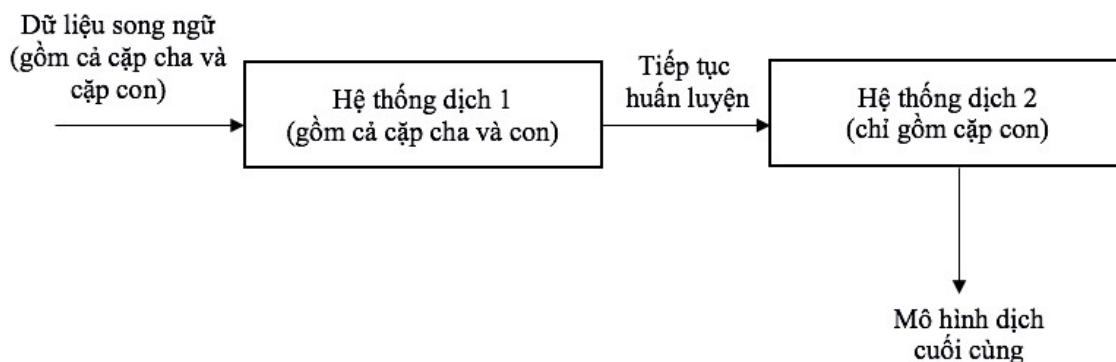 Dữ liệu song ngữ
(gồm cả cặp cha và
cặp con)
Hệ thống dịch 1
(gồm cả cặp cha và con)
Tiếp tục
huấn luyện
Hệ thống dịch 2
(chỉ gồm cặp con)
Mô hình dịch
cuối cùng